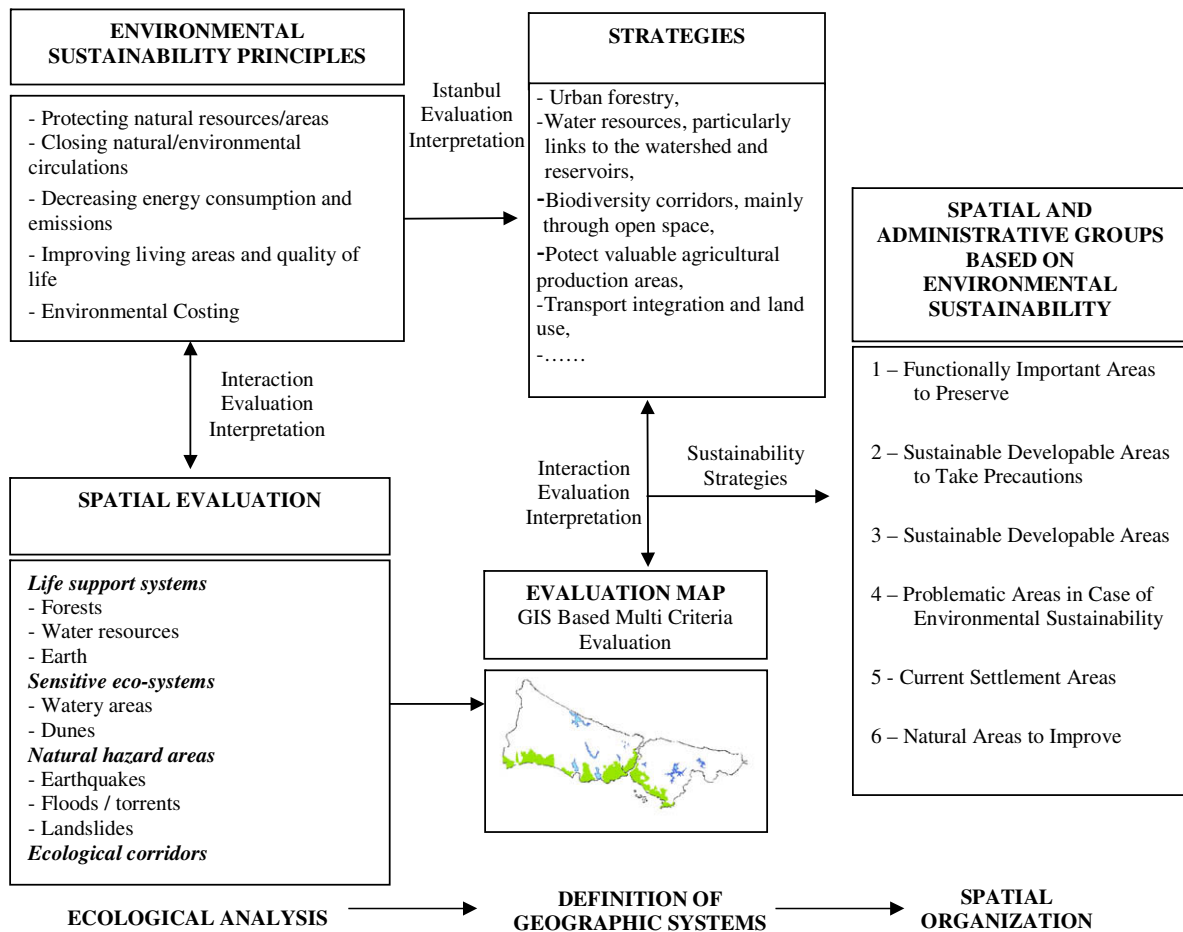 ENVIRONMENTAL
SUSTAINABILITY PRINCIPLES
- Protecting natural resources/areas
- Closing natural/environmental
circulations
- Decreasing energy consumption and
emissions
- Improving living areas and quality of
life
- Environmental Costing
Istanbul
Evaluation
Interpretation
STRATEGIES
- Urban forestry,
-Water resources, particularly
links to the watershed and
reservoirs,
-Biodiversity corridors, mainly
through open space,
-Potect valuable agricultural
production areas,
-Transport integration and land
use,
-……
Interaction
Evaluation
Interpretation
SPATIAL EVALUATION
Life support systems
- Forests
- Water resources
- Earth
Sensitive eco-systems
- Watery areas
- Dunes
Natural hazard areas
- Earthquakes
- Floods / torrents
- Landslides
Ecological corridors
Interaction
Evaluation
Interpretation
Sustainability
Strategies
EVALUATION MAP
GIS Based Multi Criteria
Evaluation
SPATIAL AND
ADMINISTRATIVE GROUPS
BASED ON
ENVIRONMENTAL
SUSTAINABILITY
1 – Functionally Important Areas
to Preserve
2 – Sustainable Developable Areas
to Take Precautions
3 – Sustainable Developable Areas
4 – Problematic Areas in Case of
Environmental Sustainability
5 - Current Settlement Areas
6 – Natural Areas to Improve
ECOLOGICAL ANALYSIS
DEFINITION OF
GEOGRAPHIC SYSTEMS
SPATIAL
ORGANIZATION